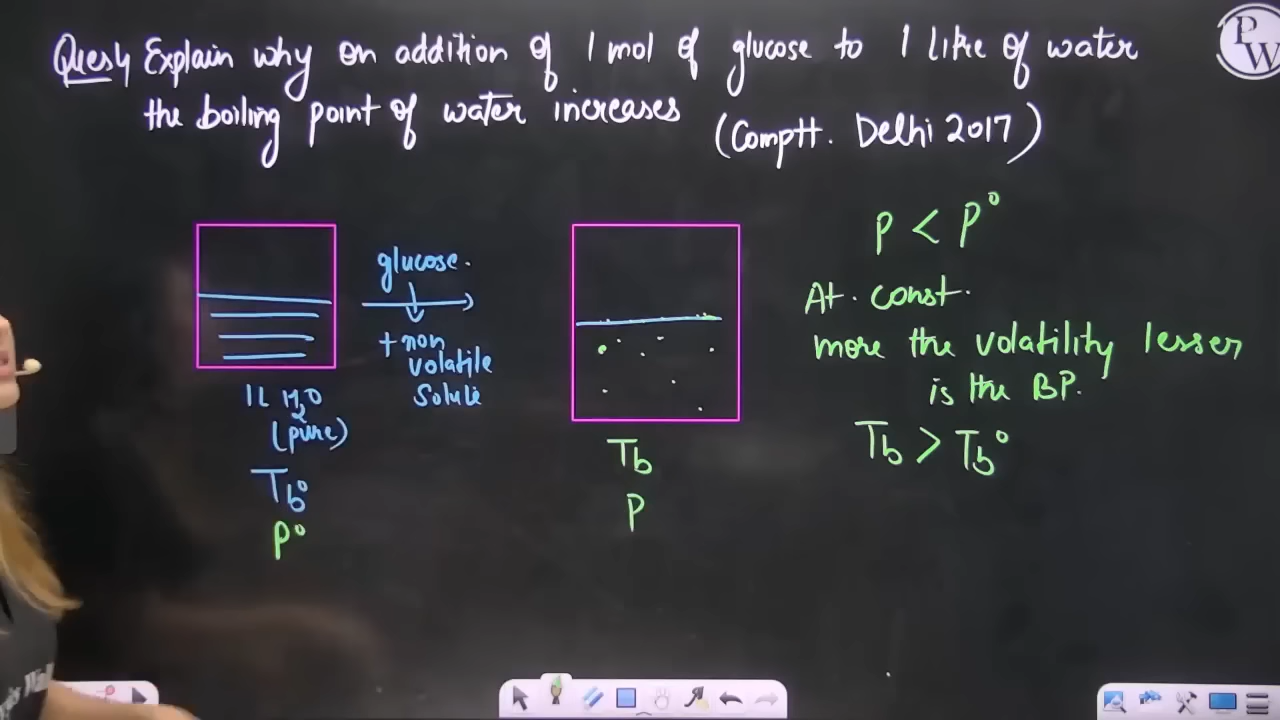 Ques4 Explain why on addition of 1 mol of glucose to 1 litre of water
the boiling point of water increases
(Comptt. Delhi 2017)
PW
glucose.
+ non
volatile
solute
1L H2O
(pure)
Tb°
P°
Tb
P
P < P°
At. const.
more the volatility lesser
is the BP.
Tb > Tb°